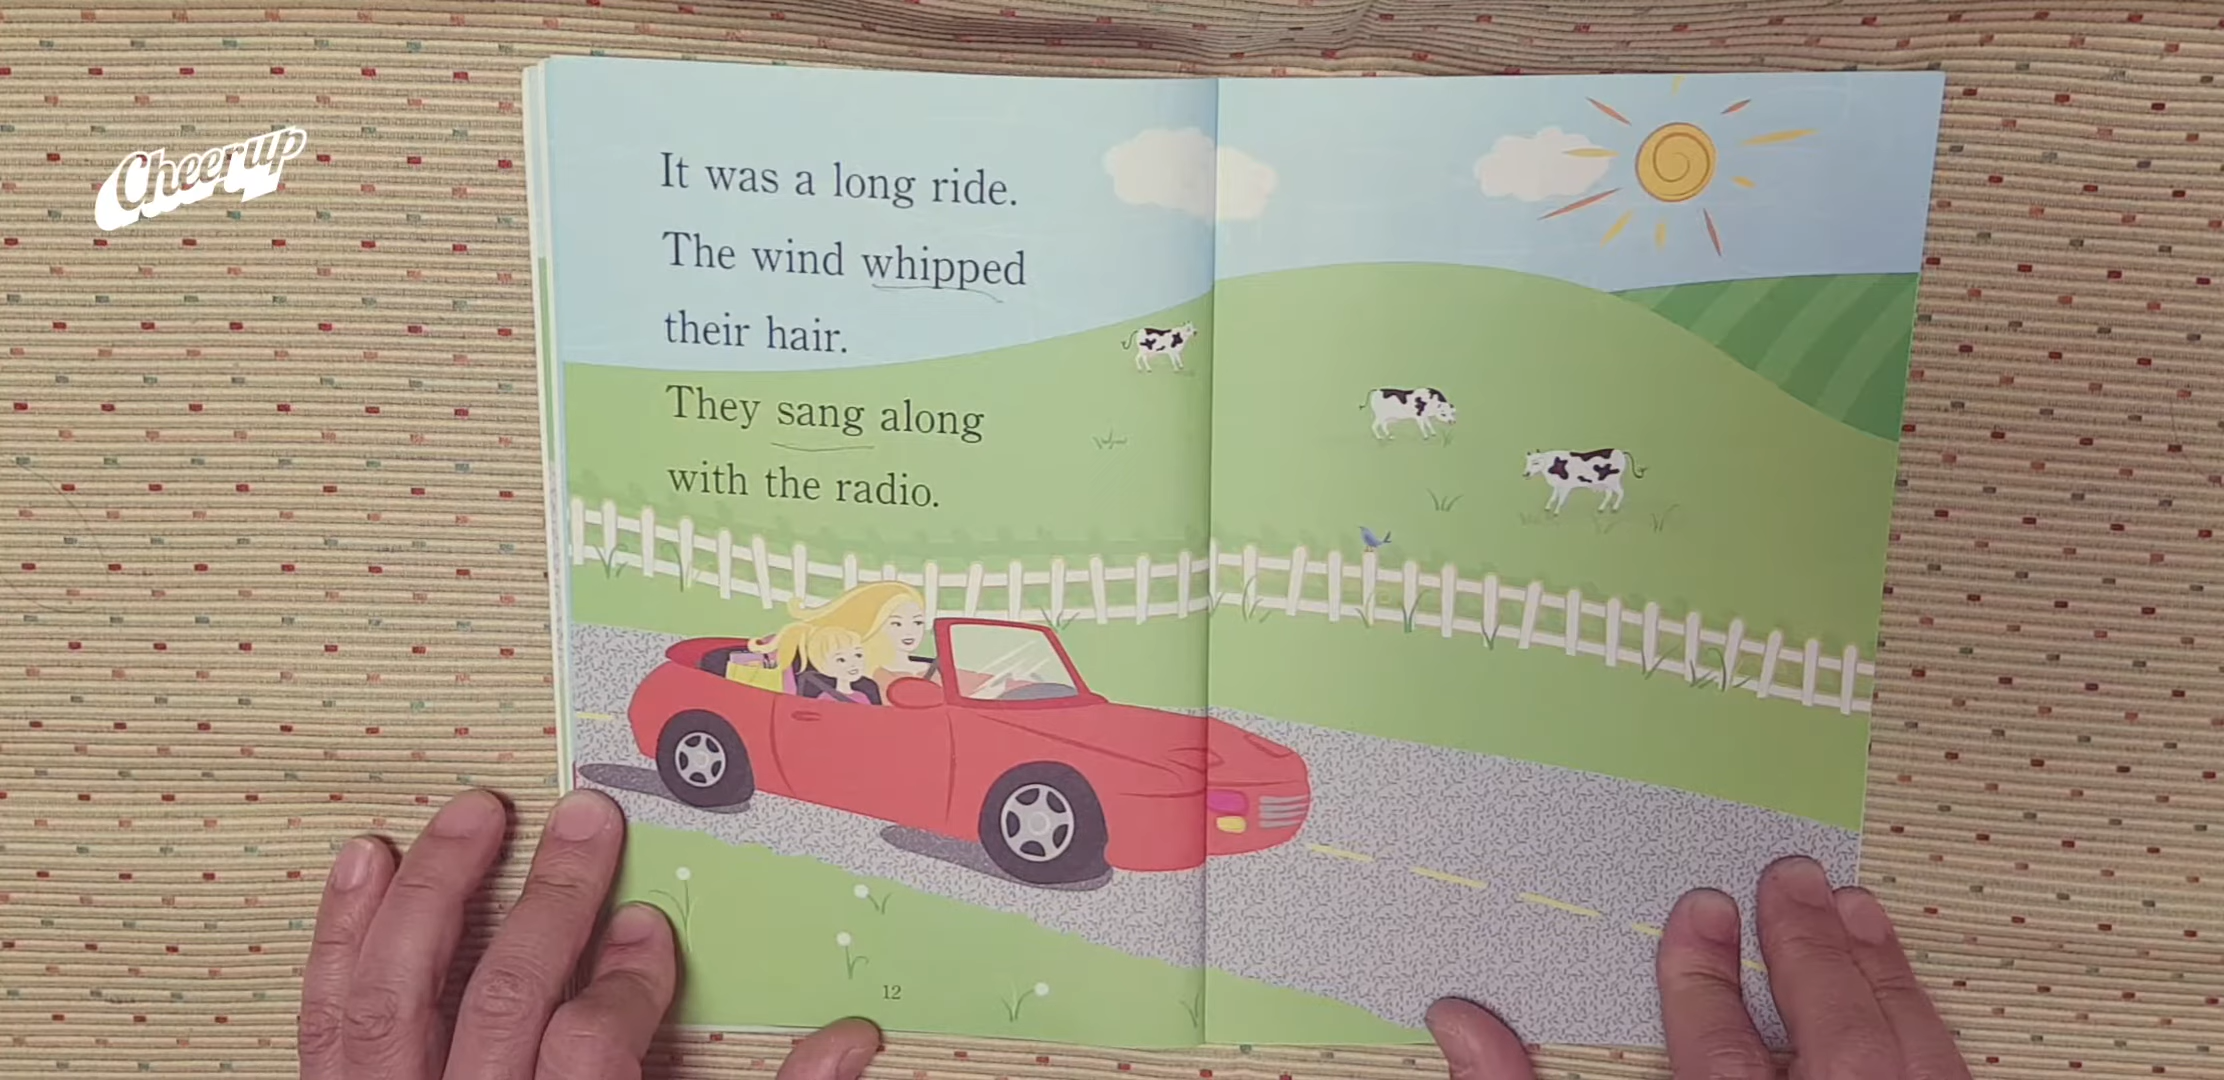 Cheerup
It was a long ride.
The wind whipped
their hair.
They sang along
with the radio.
12